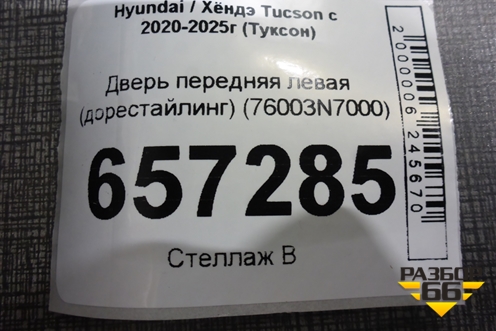 Hyundai / Хёндэ Tucson с
2020-2025г (Туксон)
Дверь передняя левая
(дорестайлинг) (76003N7000)
657285
Стеллаж В
2000006245670
РАЗБОР
66